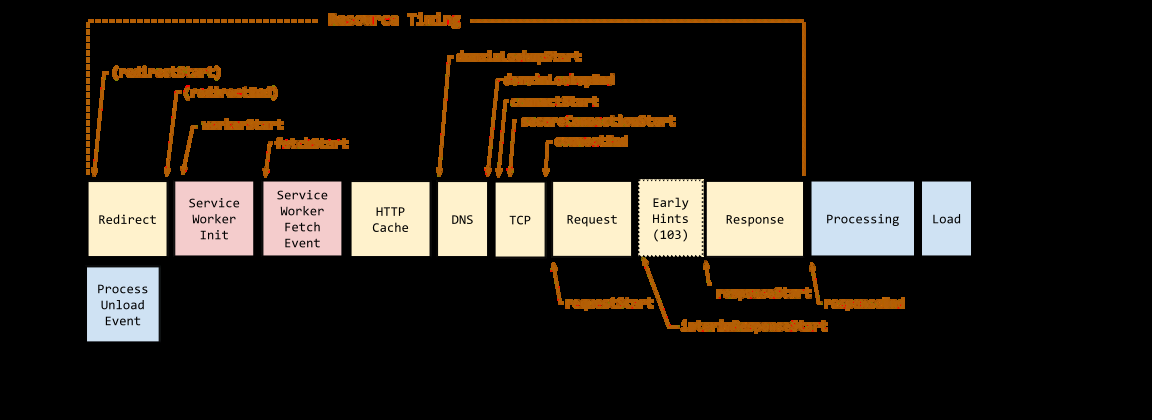 Resource Timing
domainLookupStart
(redirectStart)
domainLookupEnd
(redirectEnd)
connectStart
workerStart
secureConnectionStart
fetchStart
connectEnd
Redirect
Service
Worker
Init
Service
Worker
Fetch
Event
HTTP
Cache
DNS
TCP
Request
Early
Hints
(103)
Response
Processing
Load
Process
Unload
Event
requestStart
responseStart
responseEnd
interimResponseStart